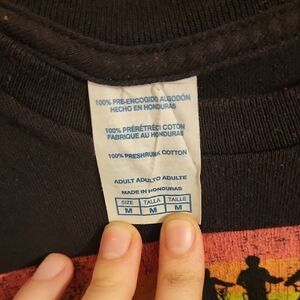 100% PRE-ENCOGIDO ALGODÓN
HECHO EN HONDURAS
100% PRÉRÉTRÉCI COTON
FABRIQUÉ AU HONDURAS
100% PRESHRUNK COTTON
ADULT ADULTO ADULTE
MADE IN HONDURAS
SIZE TALLA TAILLE
M M M